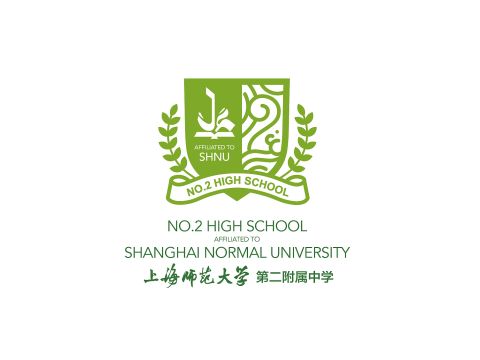 AFFILIATED TO
SHNU
NO.2 HIGH SCHOOL
NO.2 HIGH SCHOOL
AFFILIATED TO
SHANGHAI NORMAL UNIVERSITY
上海师范大学 第二附属中学